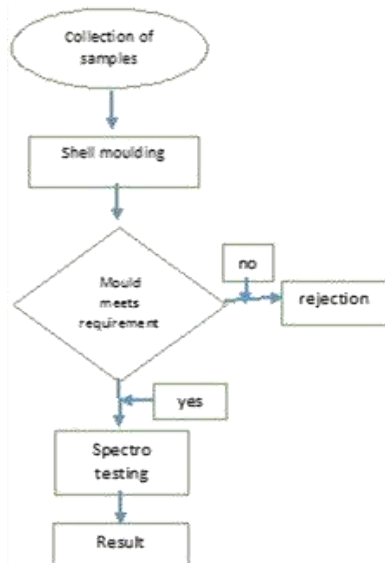 Collection of
samples
Shell moulding
Mould
meets
requirement
no
rejection
yes
Spectro
testing
Result